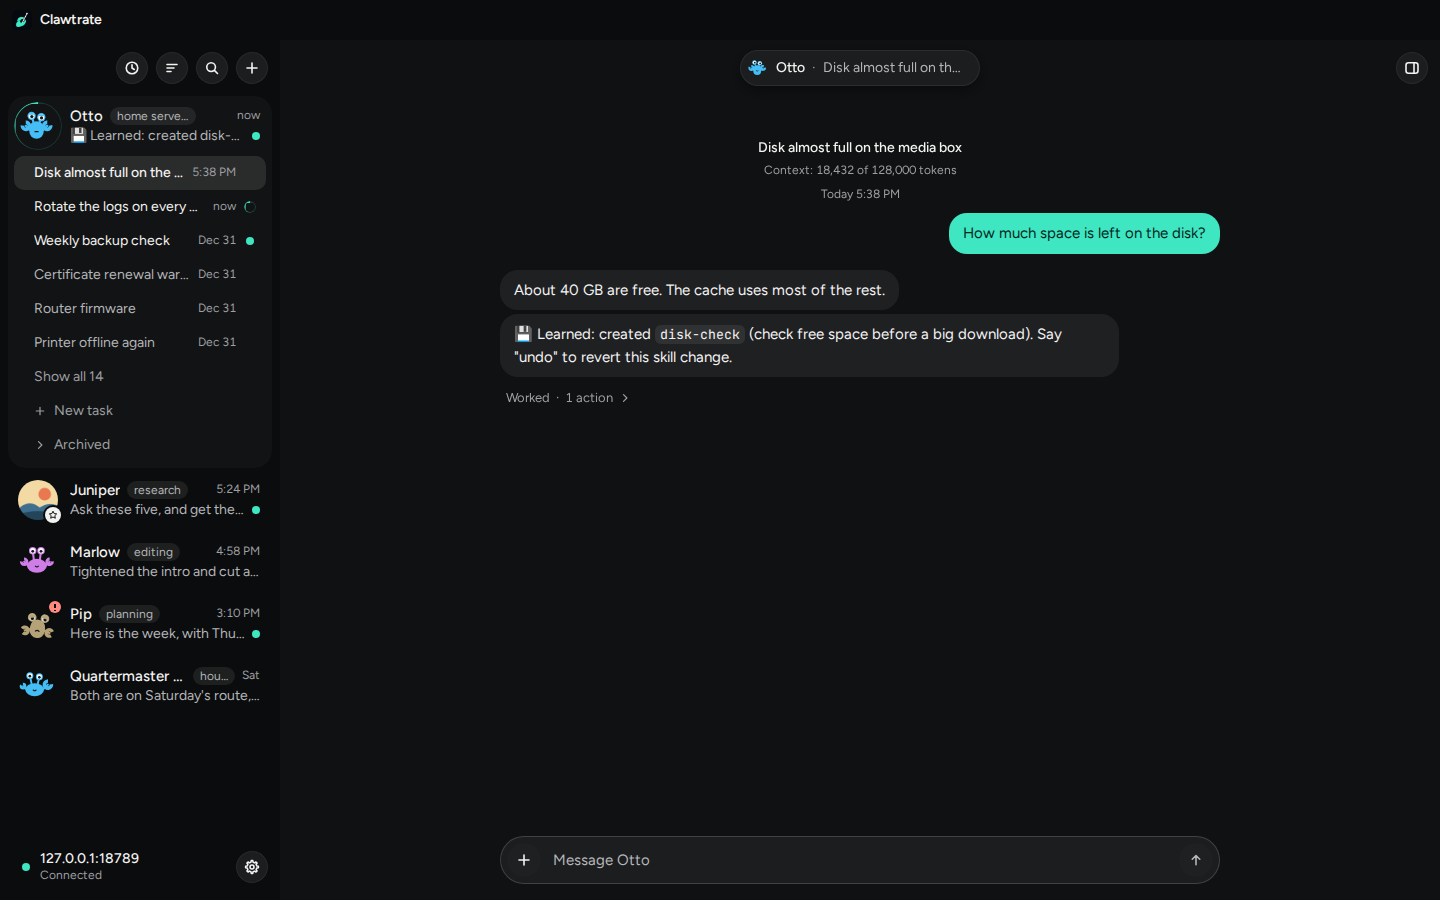 Clawtrate
Otto home serve... now
💾 Learned: created disk-...
Disk almost full on the ... 5:38 PM
Rotate the logs on every ... now
Weekly backup check Dec 31
Certificate renewal war... Dec 31
Router firmware Dec 31
Printer offline again Dec 31
Show all 14
+ New task
> Archived
Juniper research 5:24 PM
Ask these five, and get the...
Marlow editing 4:58 PM
Tightened the intro and cut a...
Pip planning 3:10 PM
Here is the week, with Thu...
Quartermaster ... hou... Sat
Both are on Saturday's route,...
127.0.0.1:18789
Connected
Otto · Disk almost full on th...
Disk almost full on the media box
Context: 18,432 of 128,000 tokens
Today 5:38 PM
How much space is left on the disk?
About 40 GB are free. The cache uses most of the rest.
💾 Learned: created disk-check (check free space before a big download). Say
"undo" to revert this skill change.
Worked · 1 action >
Message Otto